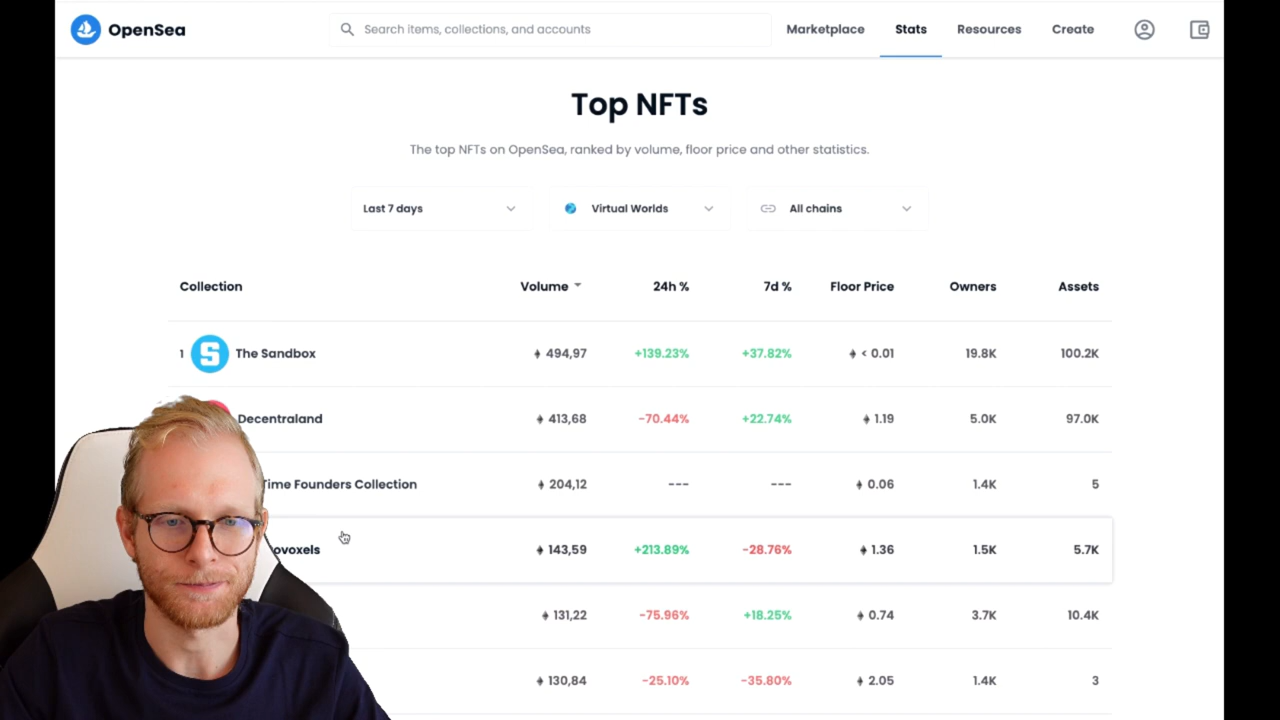 OpenSea
Search items, collections, and accounts
Marketplace
Stats
Resources
Create
Top NFTs
The top NFTs on OpenSea, ranked by volume, floor price and other statistics.
Last 7 days
Virtual Worlds
All chains
Collection Volume 24h % 7d % Floor Price Owners Assets
1 S The Sandbox 494,97 +139.23% +37.82% < 0.01 19.8K 100.2K
Decentraland 413,68 -70.44% +22.74% 1.19 5.0K 97.0K
Time Founders Collection 204,12 --- --- 0.06 1.4K 5
ovoxels 143,59 +213.89% -28.76% 1.36 1.5K 5.7K
131,22 -75.96% +18.25% 0.74 3.7K 10.4K
130,84 -25.10% -35.80% 2.05 1.4K 3